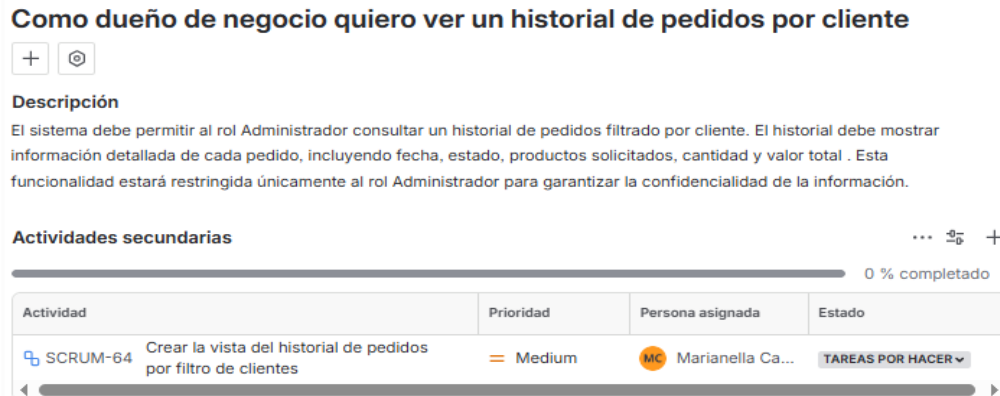 Como dueño de negocio quiero ver un historial de pedidos por cliente
Descripción
El sistema debe permitir al rol Administrador consultar un historial de pedidos filtrado por cliente. El historial debe mostrar
información detallada de cada pedido, incluyendo fecha, estado, productos solicitados, cantidad y valor total . Esta
funcionalidad estará restringida únicamente al rol Administrador para garantizar la confidencialidad de la información.
Actividades secundarias
0 % completado
Actividad Prioridad Persona asignada Estado
SCRUM-64 Crear la vista del historial de pedidos
por filtro de clientes
Medium MC Marianella Ca... TAREAS POR HACER